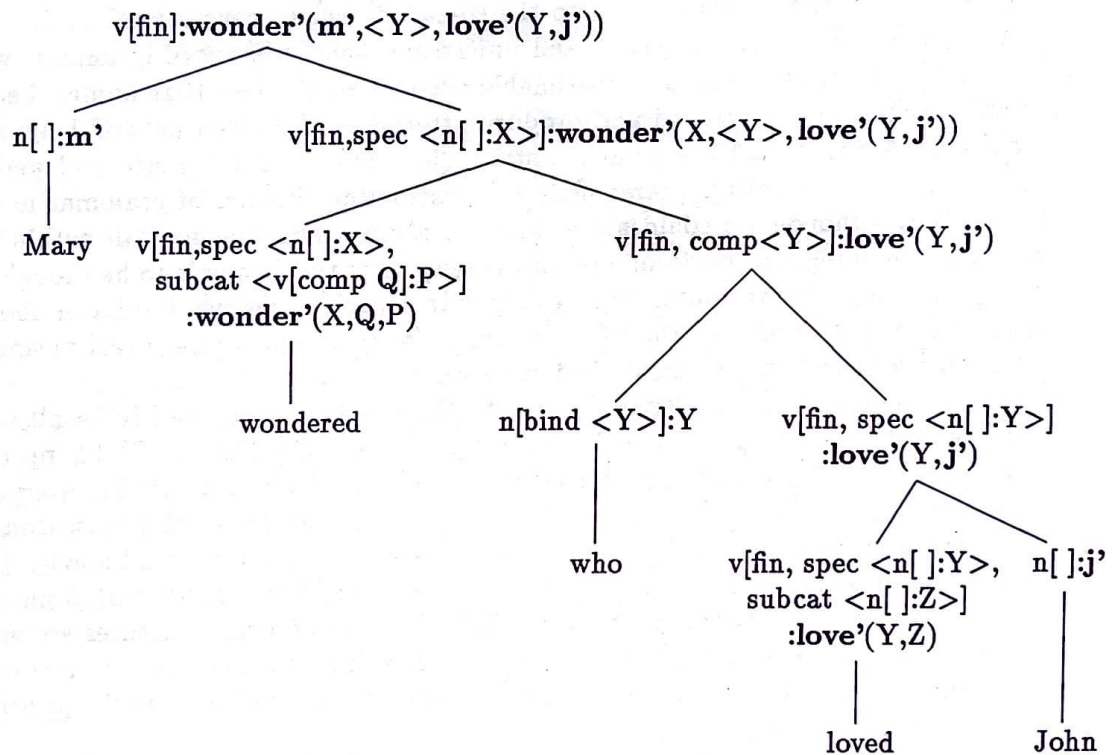 v[fin]:wonder’(m’,<Y>,love’(Y,j’))
n[ ]:m’ v[fin,spec <n[ ]:X>]:wonder’(X,<Y>,love’(Y,j’))
Mary v[fin,spec <n[ ]:X>, v[fin, comp<Y>]:love’(Y,j’)
subcat <v[comp Q]:P>]
:wonder’(X,Q,P)
wondered n[bind <Y>]:Y v[fin, spec <n[ ]:Y>]
:love’(Y,j’)
who v[fin, spec <n[ ]:Y>, n[ ]:j’
subcat <n[ ]:Z>]
:love’(Y,Z)
loved John